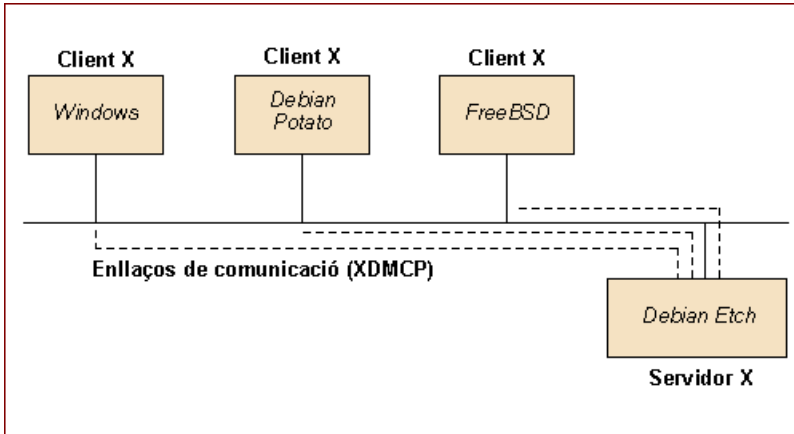 Client X
Client X
Client X
Windows
Debian
Potato
FreeBSD
Enllaços de comunicació (XDMCP)
Debian Etch
Servidor X